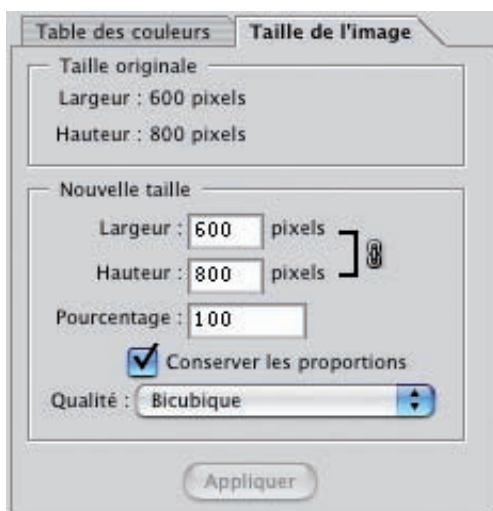 Table des couleurs Taille de l'image
Taille originale
Largeur : 600 pixels
Hauteur : 800 pixels
Nouvelle taille
Largeur : 600 pixels
Hauteur : 800 pixels
Pourcentage : 100
Conserver les proportions
Qualité : Bicubique
Appliquer